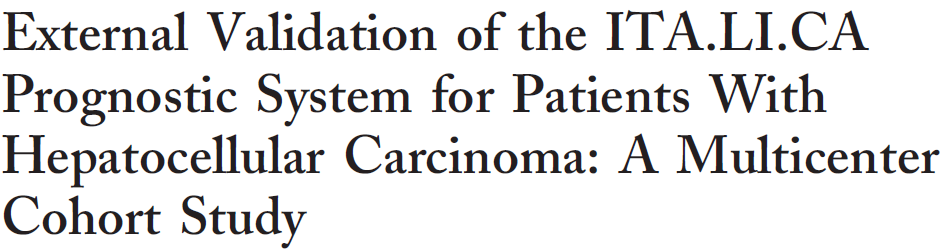 External Validation of the ITA.LI.CA
Prognostic System for Patients With
Hepatocellular Carcinoma: A Multicenter
Cohort Study